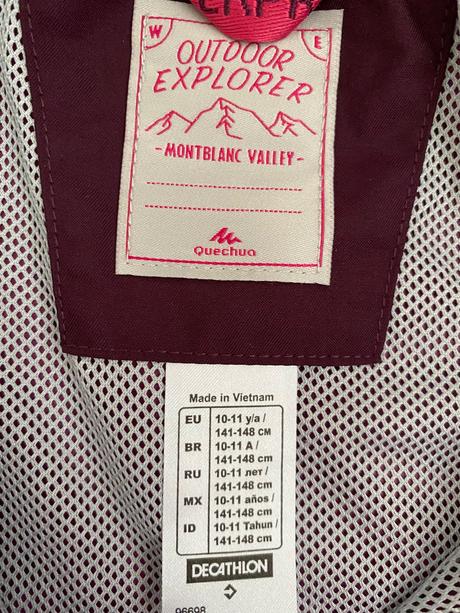 W E
OUTDOOR
EXPLORER
- MONTBLANC VALLEY -
Quechua
Made in Vietnam
EU 10-11 y/a /
141-148 CM
BR 10-11 A /
141-148 cm
RU 10-11 лет /
141-148 cm
MX 10-11 años /
141-148 cm
ID 10-11 Tahun /
141-148 cm
DECATHLON
96698